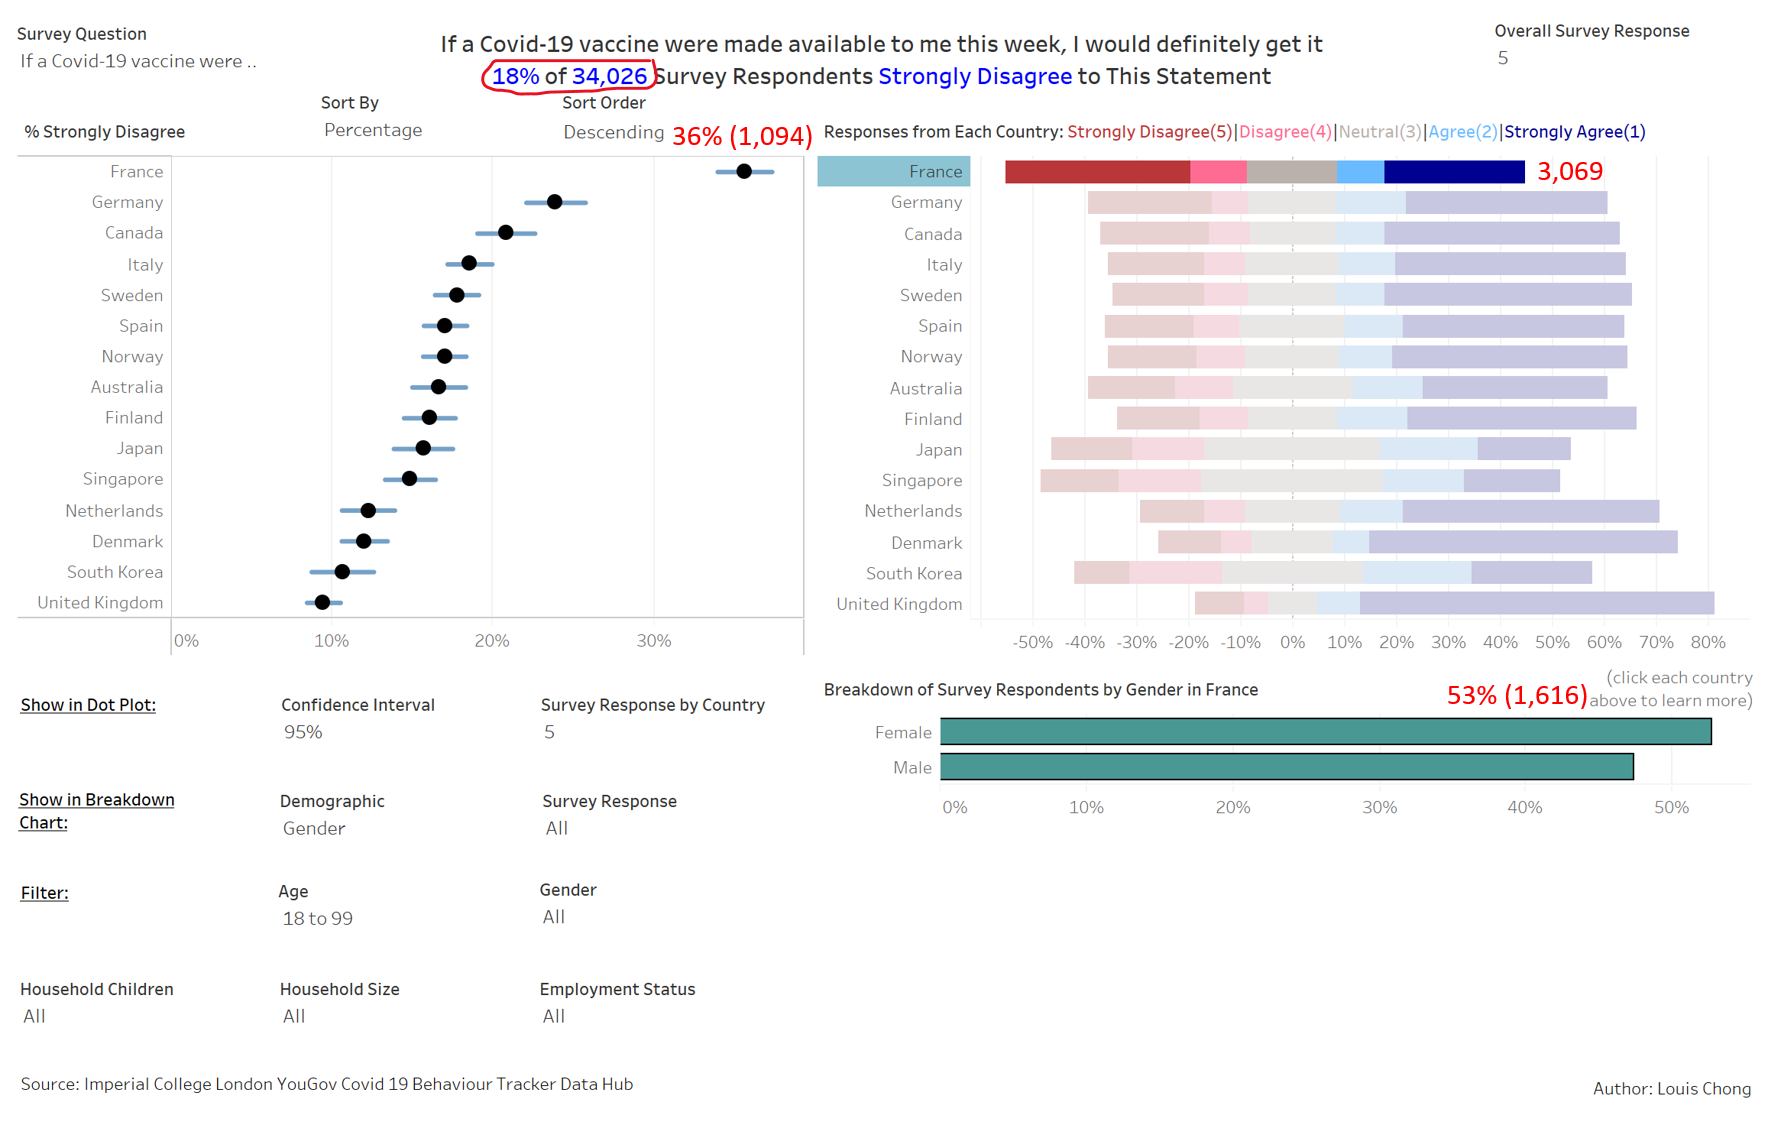 Survey Question
If a Covid-19 vaccine were ..
If a Covid-19 vaccine were made available to me this week, I would definitely get it
18% of 34,026 Survey Respondents Strongly Disagree to This Statement
Overall Survey Response
5
Sort By
Percentage
Sort Order
Descending
36% (1,094)
% Strongly Disagree
France
Germany
Canada
Italy
Sweden
Spain
Norway
Australia
Finland
Japan
Singapore
Netherlands
Denmark
South Korea
United Kingdom
0% 10% 20% 30%
Responses from Each Country: Strongly Disagree(5)|Disagree(4)|Neutral(3)|Agree(2)|Strongly Agree(1)
France 3,069
Germany
Canada
Italy
Sweden
Spain
Norway
Australia
Finland
Japan
Singapore
Netherlands
Denmark
South Korea
United Kingdom
-50% -40% -30% -20% -10% 0% 10% 20% 30% 40% 50% 60% 70% 80%
Show in Dot Plot:
Confidence Interval
95%
Survey Response by Country
5
Breakdown of Survey Respondents by Gender in France
53% (1,616)
(click each country
above to learn more)
Female
Male
0% 10% 20% 30% 40% 50%
Show in Breakdown
Chart:
Demographic
Gender
Survey Response
All
Filter:
Age
18 to 99
Gender
All
Household Children
All
Household Size
All
Employment Status
All
Source: Imperial College London YouGov Covid 19 Behaviour Tracker Data Hub
Author: Louis Chong